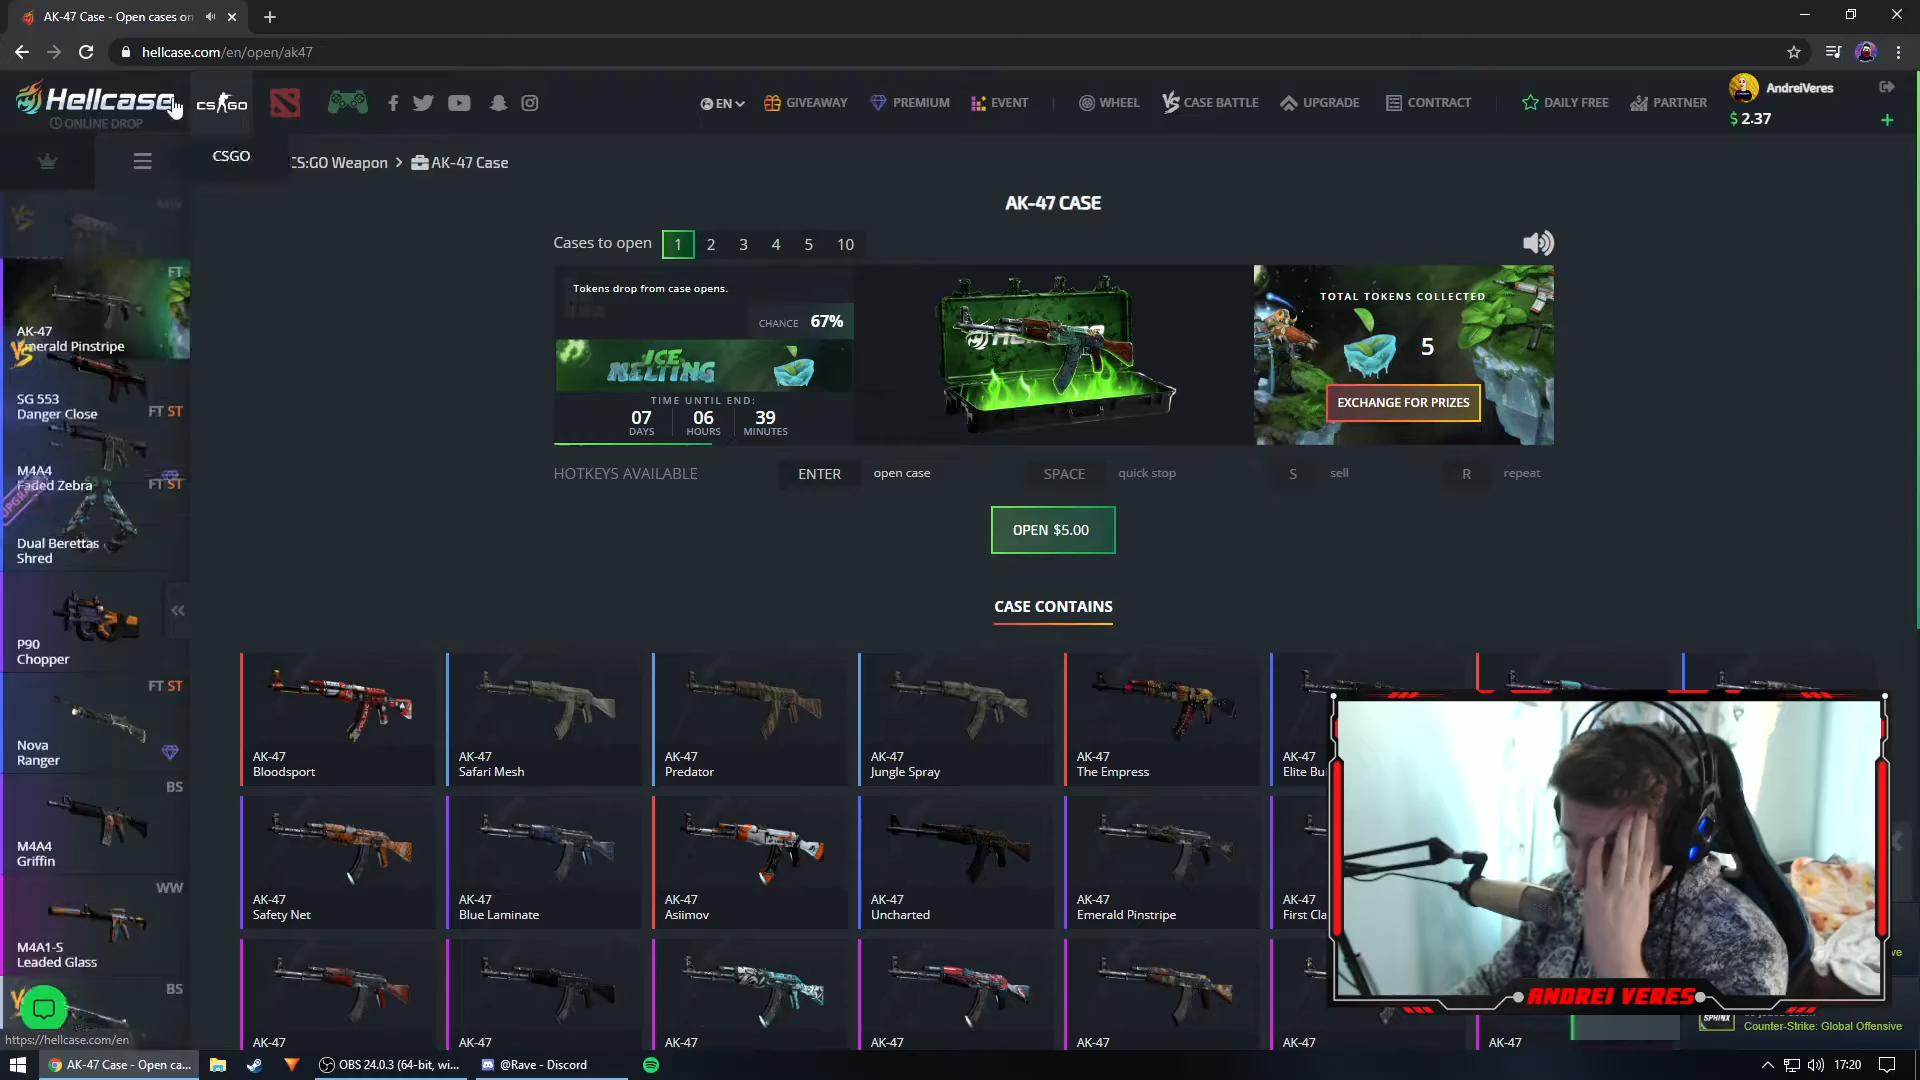 AK-47 Case - Open cases on
hellcase.com/en/open/ak47
Hellcase
ONLINE DROP
CS:GO
EN
GIVEAWAY
PREMIUM
EVENT
WHEEL
VS CASE BATTLE
UPGRADE
CONTRACT
DAILY FREE
PARTNER
AndreiVeres
$ 2.37
CSGO
CS:GO Weapon > AK-47 Case
AK-47 CASE
Cases to open 1 2 3 4 5 10
Tokens drop from case opens.
CHANCE 67%
ICE MELTING
TIME UNTIL END:
07 06 39
DAYS HOURS MINUTES
TOTAL TOKENS COLLECTED
5
EXCHANGE FOR PRIZES
HOTKEYS AVAILABLE ENTER open case SPACE quick stop S sell R repeat
OPEN $5.00
CASE CONTAINS
VS
MW
FT
AK-47
Emerald Pinstripe
VS
SG 553
Danger Close
FT ST
M4A4
Faded Zebra
FT ST
Dual Berettas
Shred
P90
Chopper
FT ST
Nova
Ranger
BS
M4A4
Griffin
WW
M4A1-S
Leaded Glass
BS
AK-47
Bloodsport
AK-47
Safari Mesh
AK-47
Predator
AK-47
Jungle Spray
AK-47
The Empress
AK-47
Elite Bu
AK-47
Safety Net
AK-47
Blue Laminate
AK-47
Asiimov
AK-47
Uncharted
AK-47
Emerald Pinstripe
AK-47
First Cla
AK-47
AK-47
AK-47
AK-47
AK-47
AK-47
AK-47
ANDREI VERES
Counter-Strike: Global Offensive
https://hellcase.com/en
AK-47 Case - Open ca...
OBS 24.0.3 (64-bit, wi...
@Rave - Discord
17:20